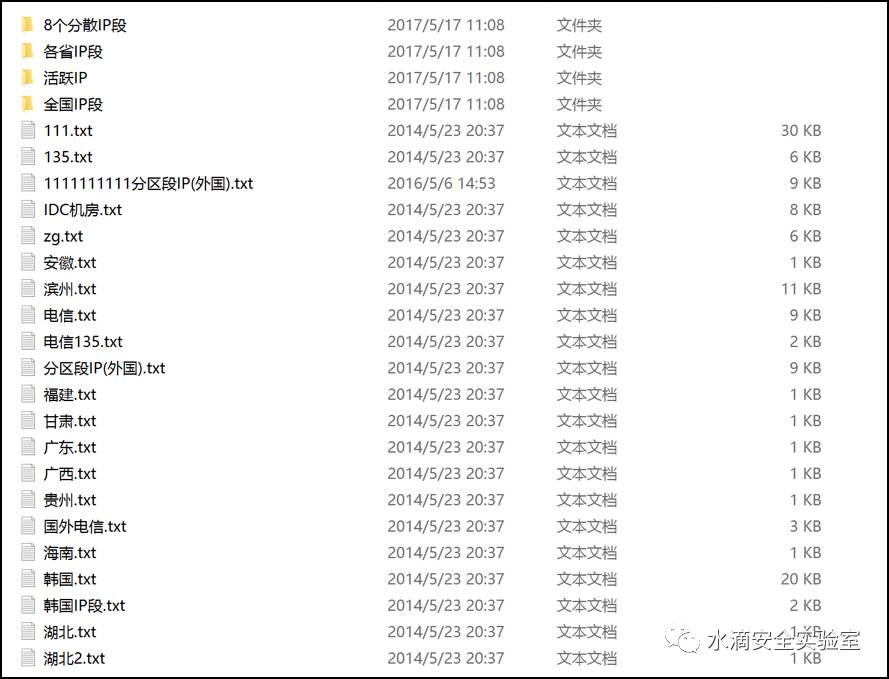 8个分散IP段 2017/5/17 11:08 文件夹
各省IP段 2017/5/17 11:08 文件夹
活跃IP 2017/5/17 11:08 文件夹
全国IP段 2017/5/17 11:08 文件夹
111.txt 2014/5/23 20:37 文本文档 30 KB
135.txt 2014/5/23 20:37 文本文档 6 KB
1111111111分区段IP(外国).txt 2016/5/6 14:53 文本文档 9 KB
IDC机房.txt 2014/5/23 20:37 文本文档 8 KB
zg.txt 2014/5/23 20:37 文本文档 6 KB
安徽.txt 2014/5/23 20:37 文本文档 1 KB
滨州.txt 2014/5/23 20:37 文本文档 11 KB
电信.txt 2014/5/23 20:37 文本文档 9 KB
电信135.txt 2014/5/23 20:37 文本文档 2 KB
分区段IP(外国).txt 2014/5/23 20:37 文本文档 9 KB
福建.txt 2014/5/23 20:37 文本文档 1 KB
甘肃.txt 2014/5/23 20:37 文本文档 1 KB
广东.txt 2014/5/23 20:37 文本文档 1 KB
广西.txt 2014/5/23 20:37 文本文档 1 KB
贵州.txt 2014/5/23 20:37 文本文档 1 KB
国外电信.txt 2014/5/23 20:37 文本文档 3 KB
海南.txt 2014/5/23 20:37 文本文档 1 KB
韩国.txt 2014/5/23 20:37 文本文档 20 KB
韩国IP段.txt 2014/5/23 20:37 文本文档 2 KB
湖北.txt 2014/5/23 20:37 文本文档 1 KB
水滴安全实验室
湖北2.txt 2014/5/23 20:37 文本文档 1 KB